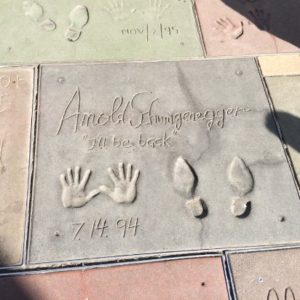 Arnold Schwarzenegger
"I'll be back"
7.14.94